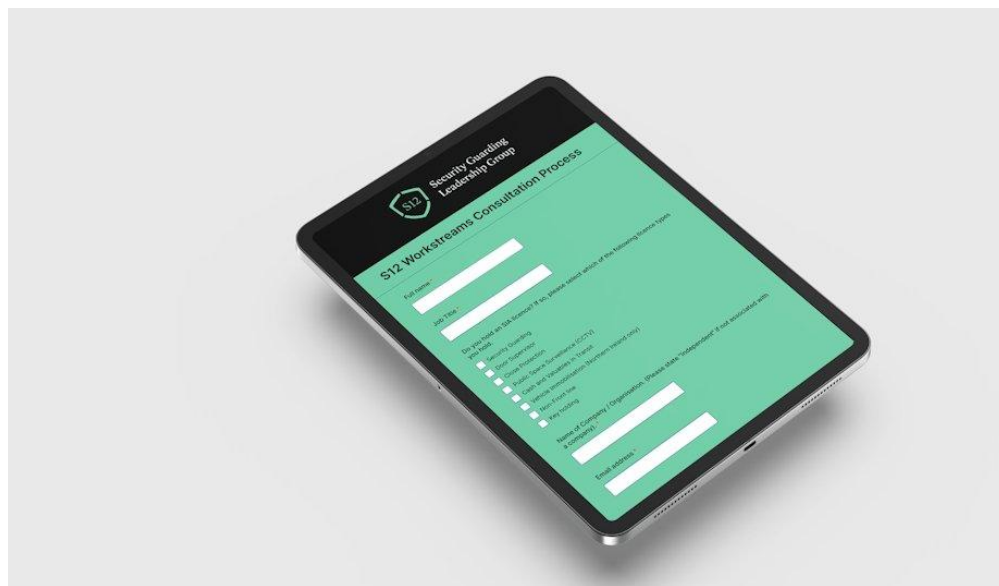 S12
Security Guarding
Leadership Group
S12 Workstreams Consultation Process
Full name *
Job Title *
Do you hold an SIA licence? If so, please select which of the following licence types
you hold.
Security Guarding
Door Supervisor
Close Protection
Public Space Surveillance (CCTV)
Cash and Valuables in Transit
Vehicle Immobilisation (Northern Ireland only)
Non-Front line
Key holding
Name of Company / Organisation. (Please state "Independent" if not associated with
a company). *
Email address *